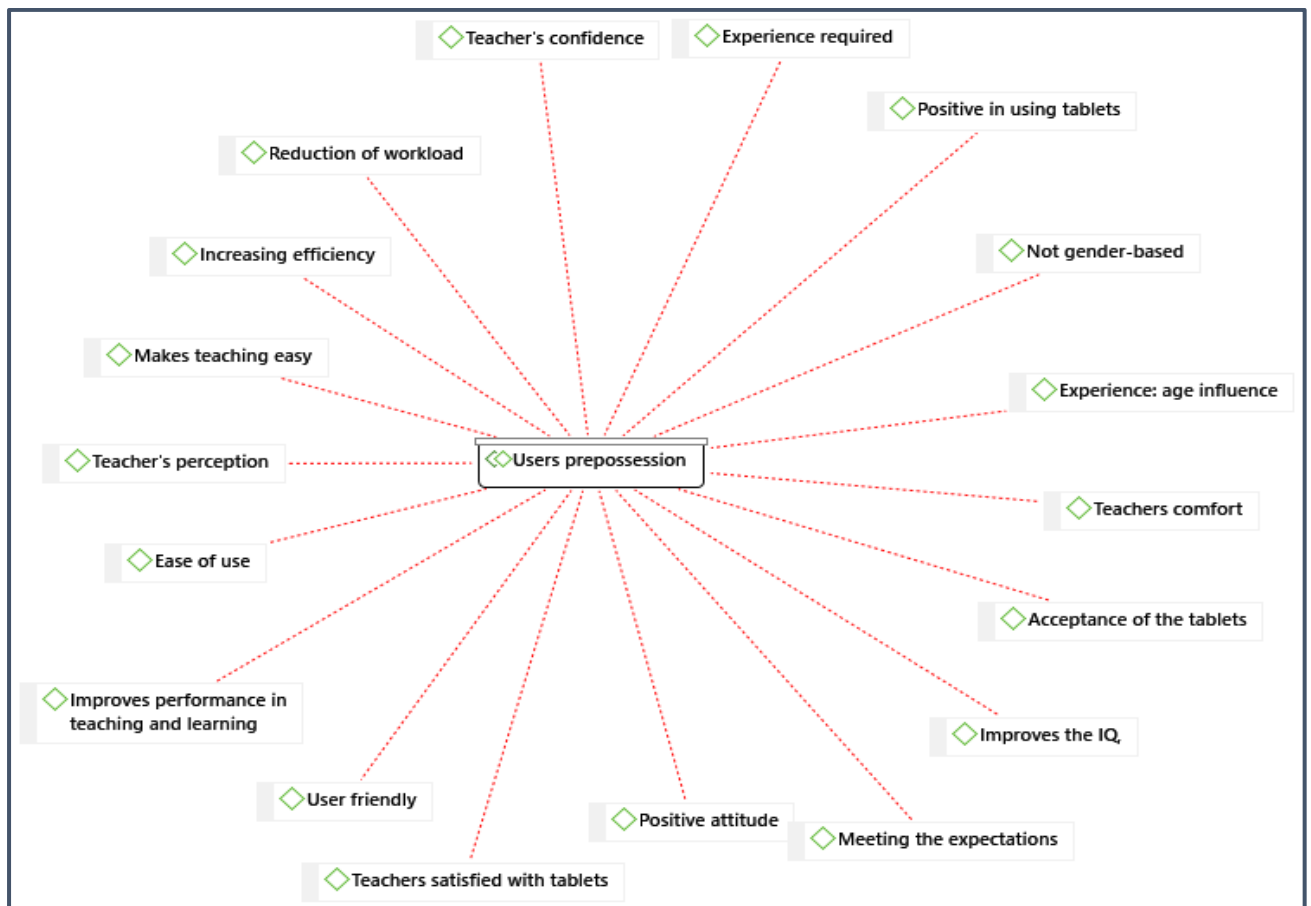 Teacher's confidence
Experience required
Positive in using tablets
Reduction of workload
Not gender-based
Increasing efficiency
Makes teaching easy
Experience: age influence
Users prepossession
Teacher's perception
Teachers comfort
Ease of use
Acceptance of the tablets
Improves performance in
teaching and learning
Improves the IQ,
User friendly
Positive attitude
Meeting the expectations
Teachers satisfied with tablets